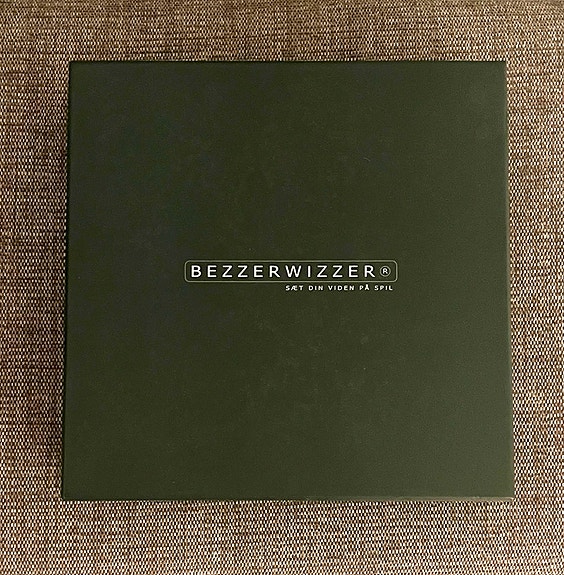 BEZZERWIZZER®
SÆT DIN VIDEN PÅ SPIL